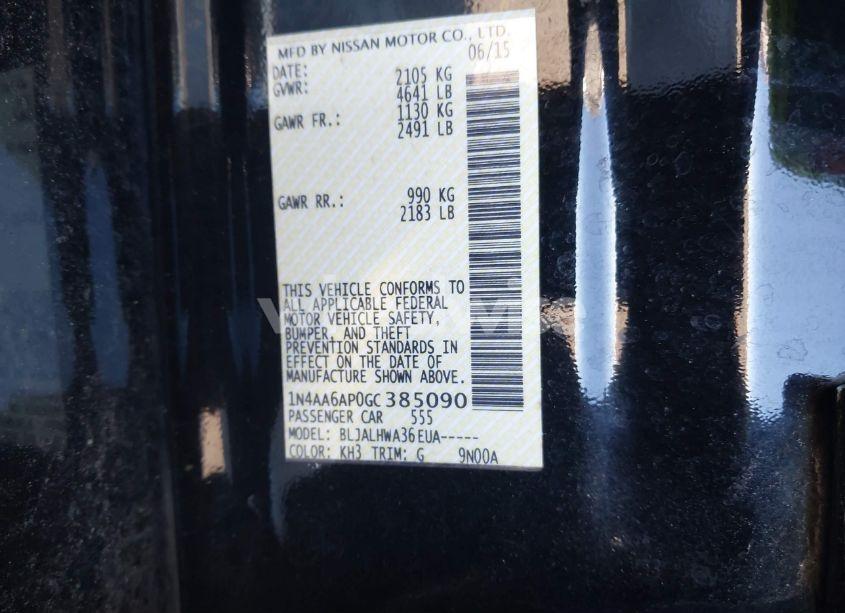 MFD BY NISSAN MOTOR CO., LTD.
DATE: 06/15
GVWR: 2105 KG
4641 LB
GAWR FR.: 1130 KG
2491 LB
GAWR RR.: 990 KG
2183 LB
THIS VEHICLE CONFORMS TO
ALL APPLICABLE FEDERAL
MOTOR VEHICLE SAFETY,
BUMPER, AND THEFT
PREVENTION STANDARDS IN
EFFECT ON THE DATE OF
MANUFACTURE SHOWN ABOVE.
1N4AA6AP0GC385090
PASSENGER CAR 555
MODEL: BLJALHWA36EUA-----
COLOR: KH3 TRIM: G 9N00A